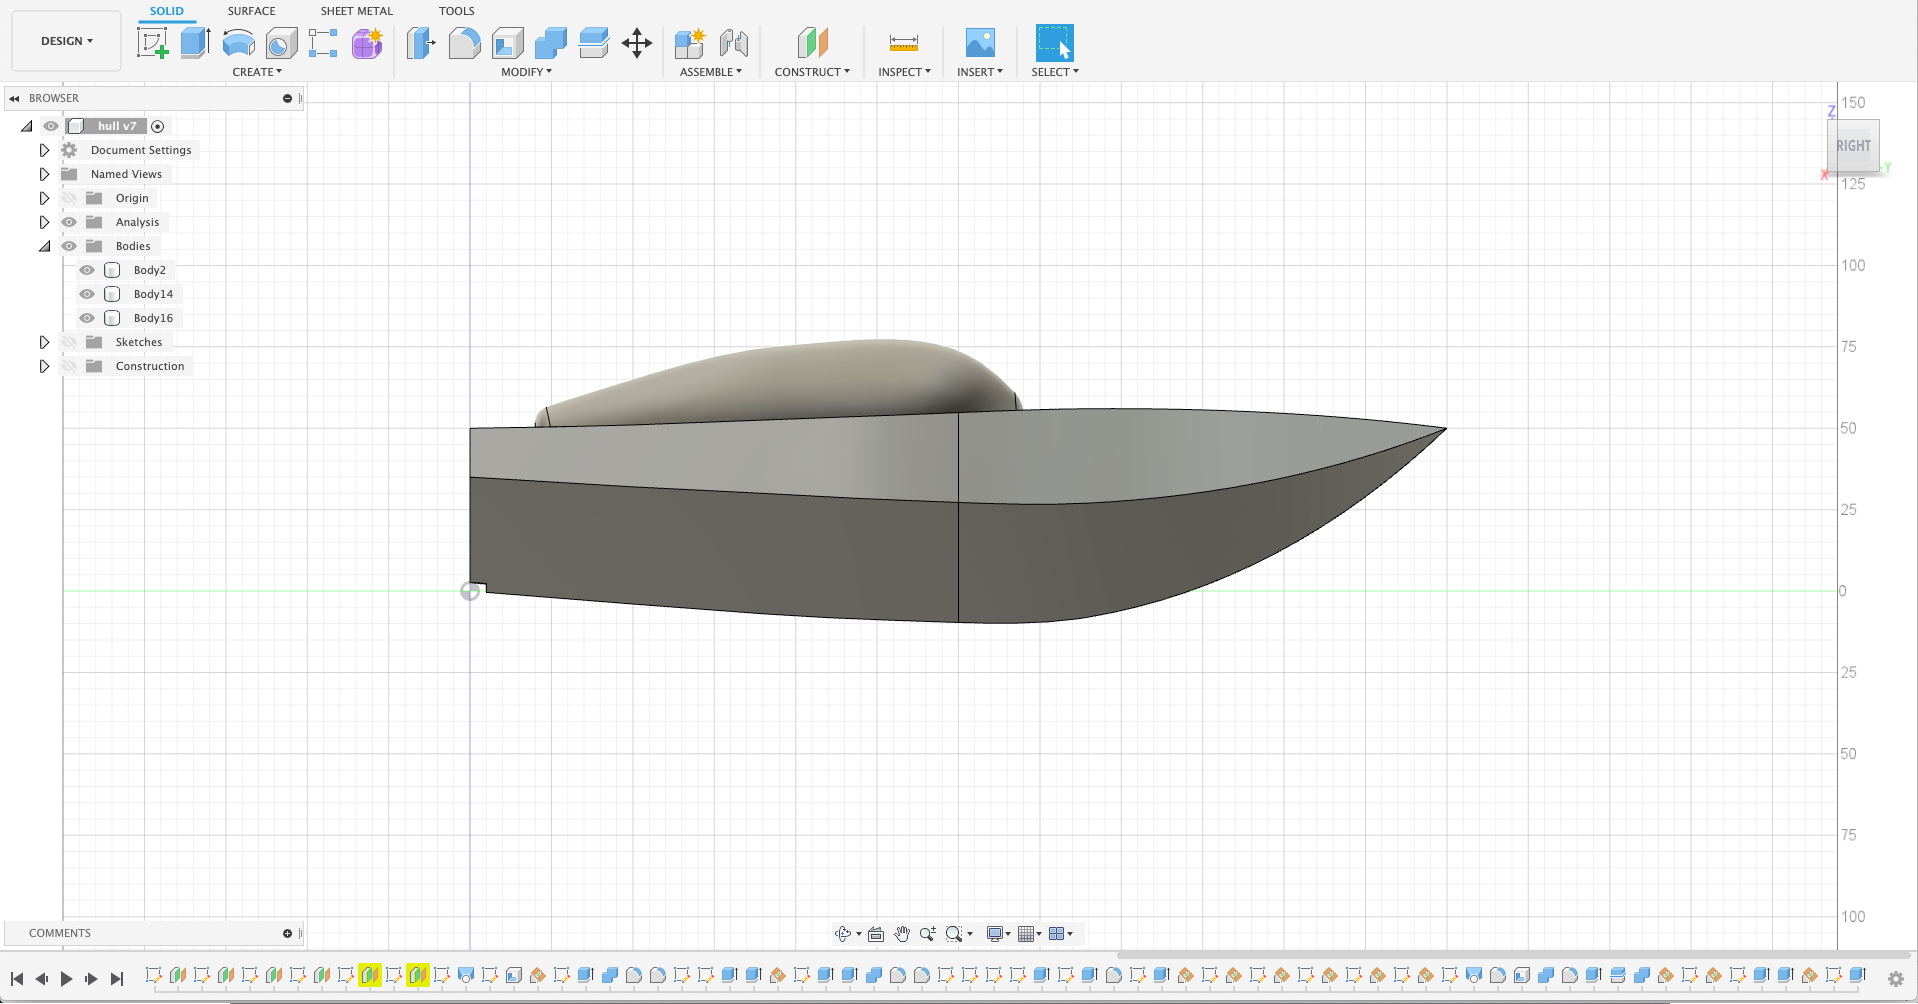 SOLID SURFACE SHEET METAL TOOLS
DESIGN
CREATE MODIFY ASSEMBLE CONSTRUCT INSPECT INSERT SELECT
BROWSER
hull v7
Document Settings
Named Views
Origin
Analysis
Bodies
Body2
Body14
Body16
Sketches
Construction
Z
RIGHT
X
Y
150
125
100
75
50
25
0
25
50
75
100
COMMENTS